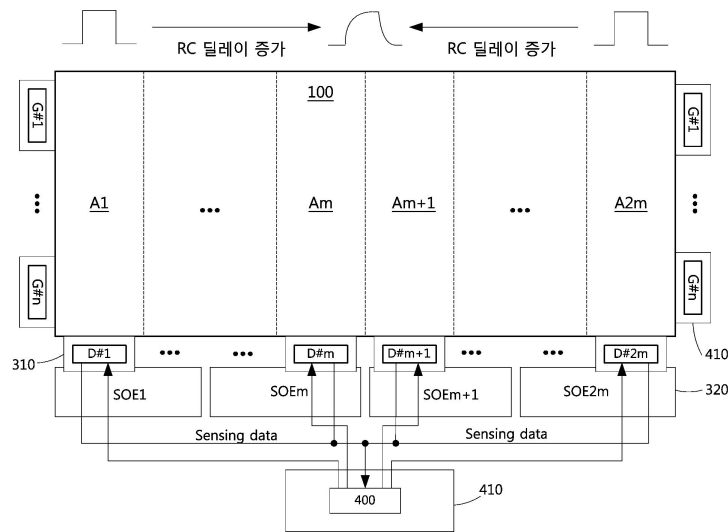 RC 딜레이 증가
RC 딜레이 증가
100
G#1
G#1
A1
Am
Am+1
A2m
G#n
G#n
410
310
D#1
D#m
D#m+1
D#2m
320
SOE1
SOEm
SOEm+1
SOE2m
Sensing data
Sensing data
400
410